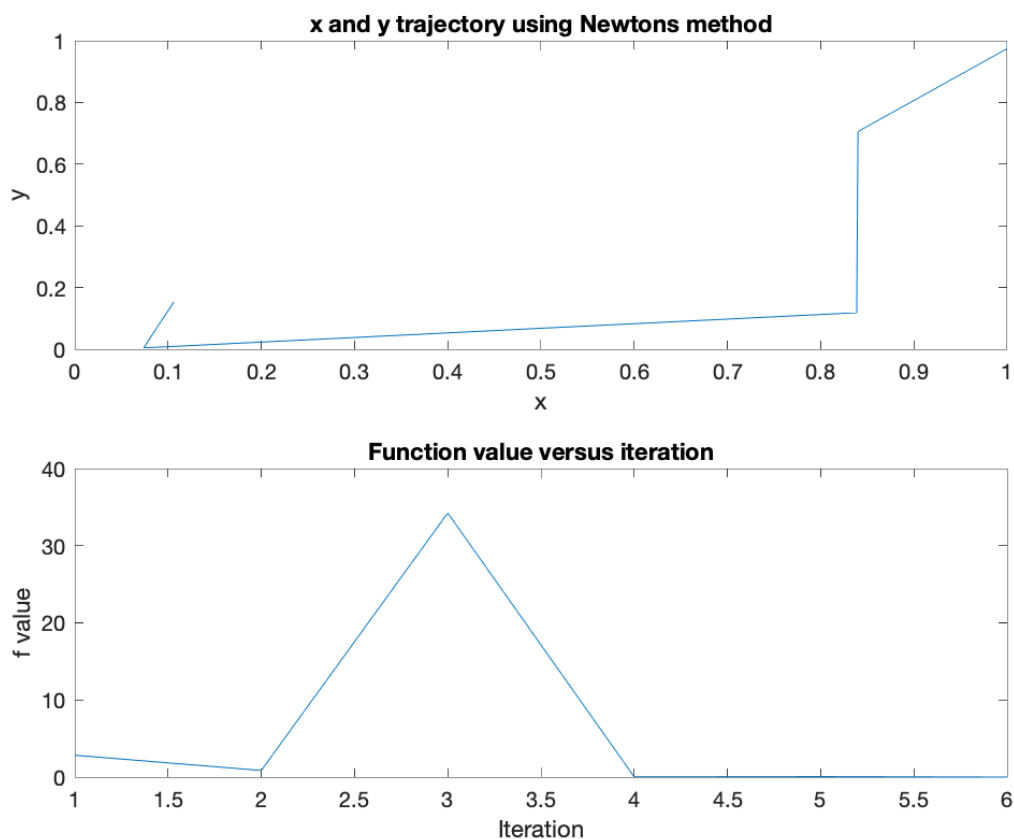 x and y trajectory using Newtons method
1
0.8
0.6
0.4
0.2
0
y
0 0.1 0.2 0.3 0.4 0.5 0.6 0.7 0.8 0.9 1
x
Function value versus iteration
40
30
20
10
0
f value
1 1.5 2 2.5 3 3.5 4 4.5 5 5.5 6
Iteration